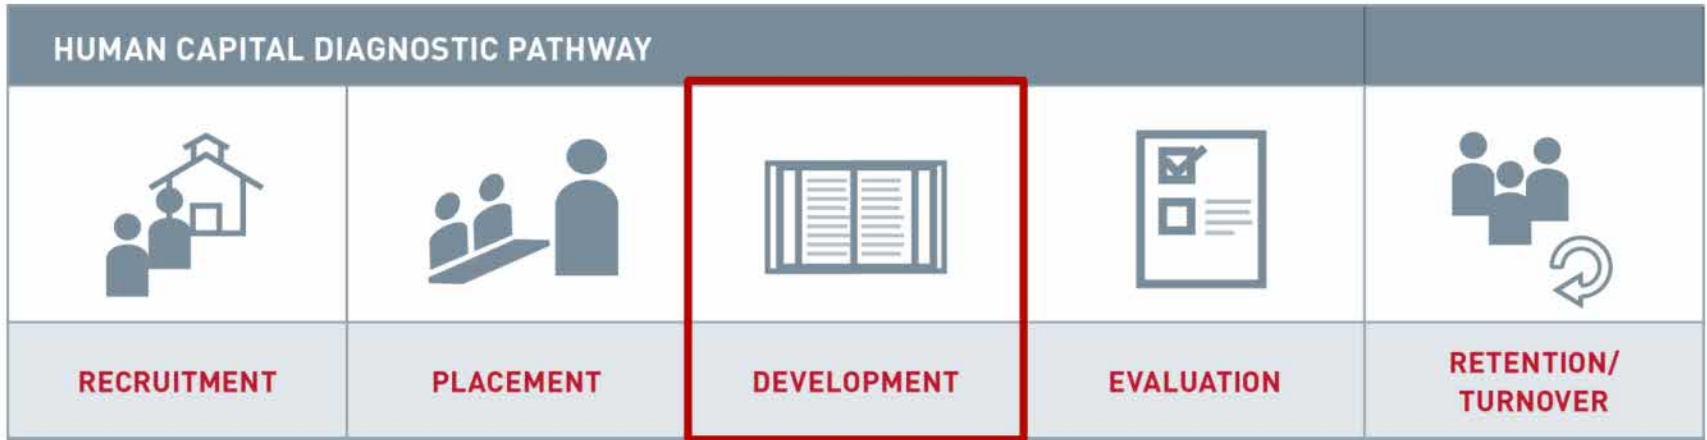 HUMAN CAPITAL DIAGNOSTIC PATHWAY
RECRUITMENT
PLACEMENT
DEVELOPMENT
EVALUATION
RETENTION/
TURNOVER